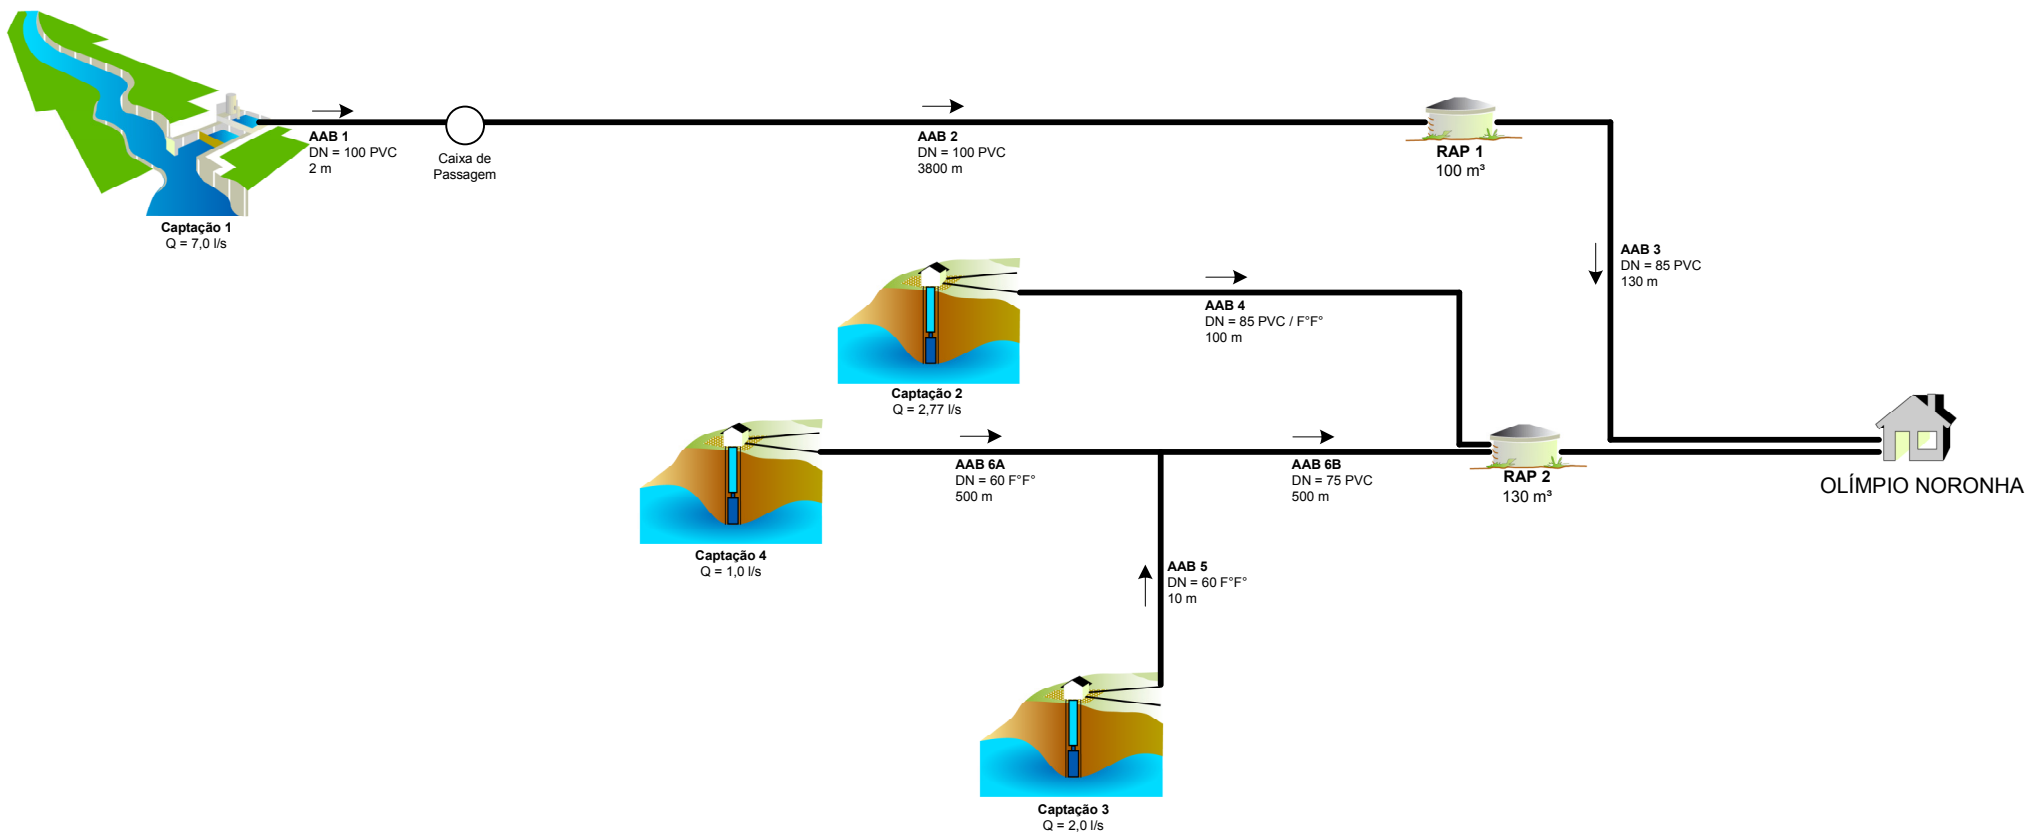 AAB 1
DN = 100 PVC
2 m
Caixa de
Passagem
AAB 2
DN = 100 PVC
3800 m
RAP 1
100 m³
Captação 1
Q = 7,0 l/s
AAB 3
DN = 85 PVC
130 m
AAB 4
DN = 85 PVC / F°F°
100 m
Captação 2
Q = 2,77 l/s
AAB 6A
DN = 60 F°F°
500 m
AAB 6B
DN = 75 PVC
500 m
RAP 2
130 m³
OLÍMPIO NORONHA
Captação 4
Q = 1,0 l/s
AAB 5
DN = 60 F°F°
10 m
Captação 3
Q = 2,0 l/s